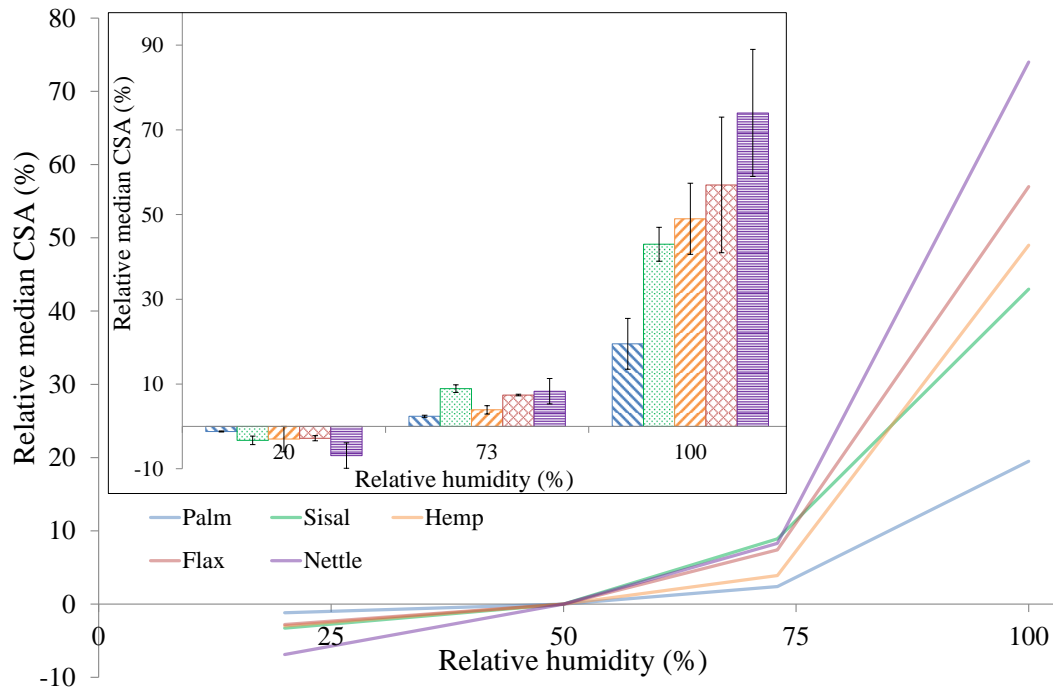 80
70
60
50
40
30
20
10
0
-10
Relative median CSA (%)
90
70
50
30
10
-10
Relative median CSA (%)
20 73 100
Relative humidity (%)
Palm Sisal Hemp
Flax Nettle
0 25 50 75 100
Relative humidity (%)